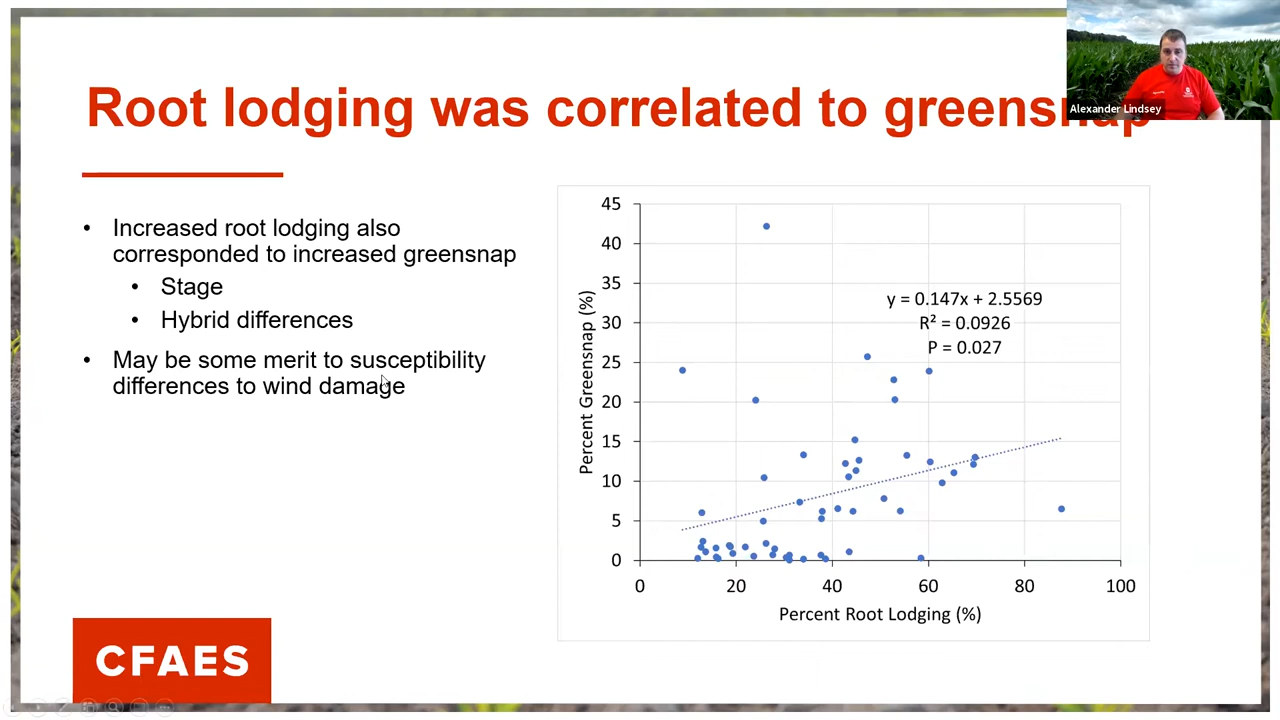 Root lodging was correlated to greensnap
Alexander Lindsey
• Increased root lodging also
corresponded to increased greensnap
• Stage
• Hybrid differences
• May be some merit to susceptibility
differences to wind damage
Percent Greensnap (%)
45
40
35
30
25
20
15
10
5
0
y = 0.147x + 2.5569
R² = 0.0926
P = 0.027
0 20 40 60 80 100
Percent Root Lodging (%)
CFAES